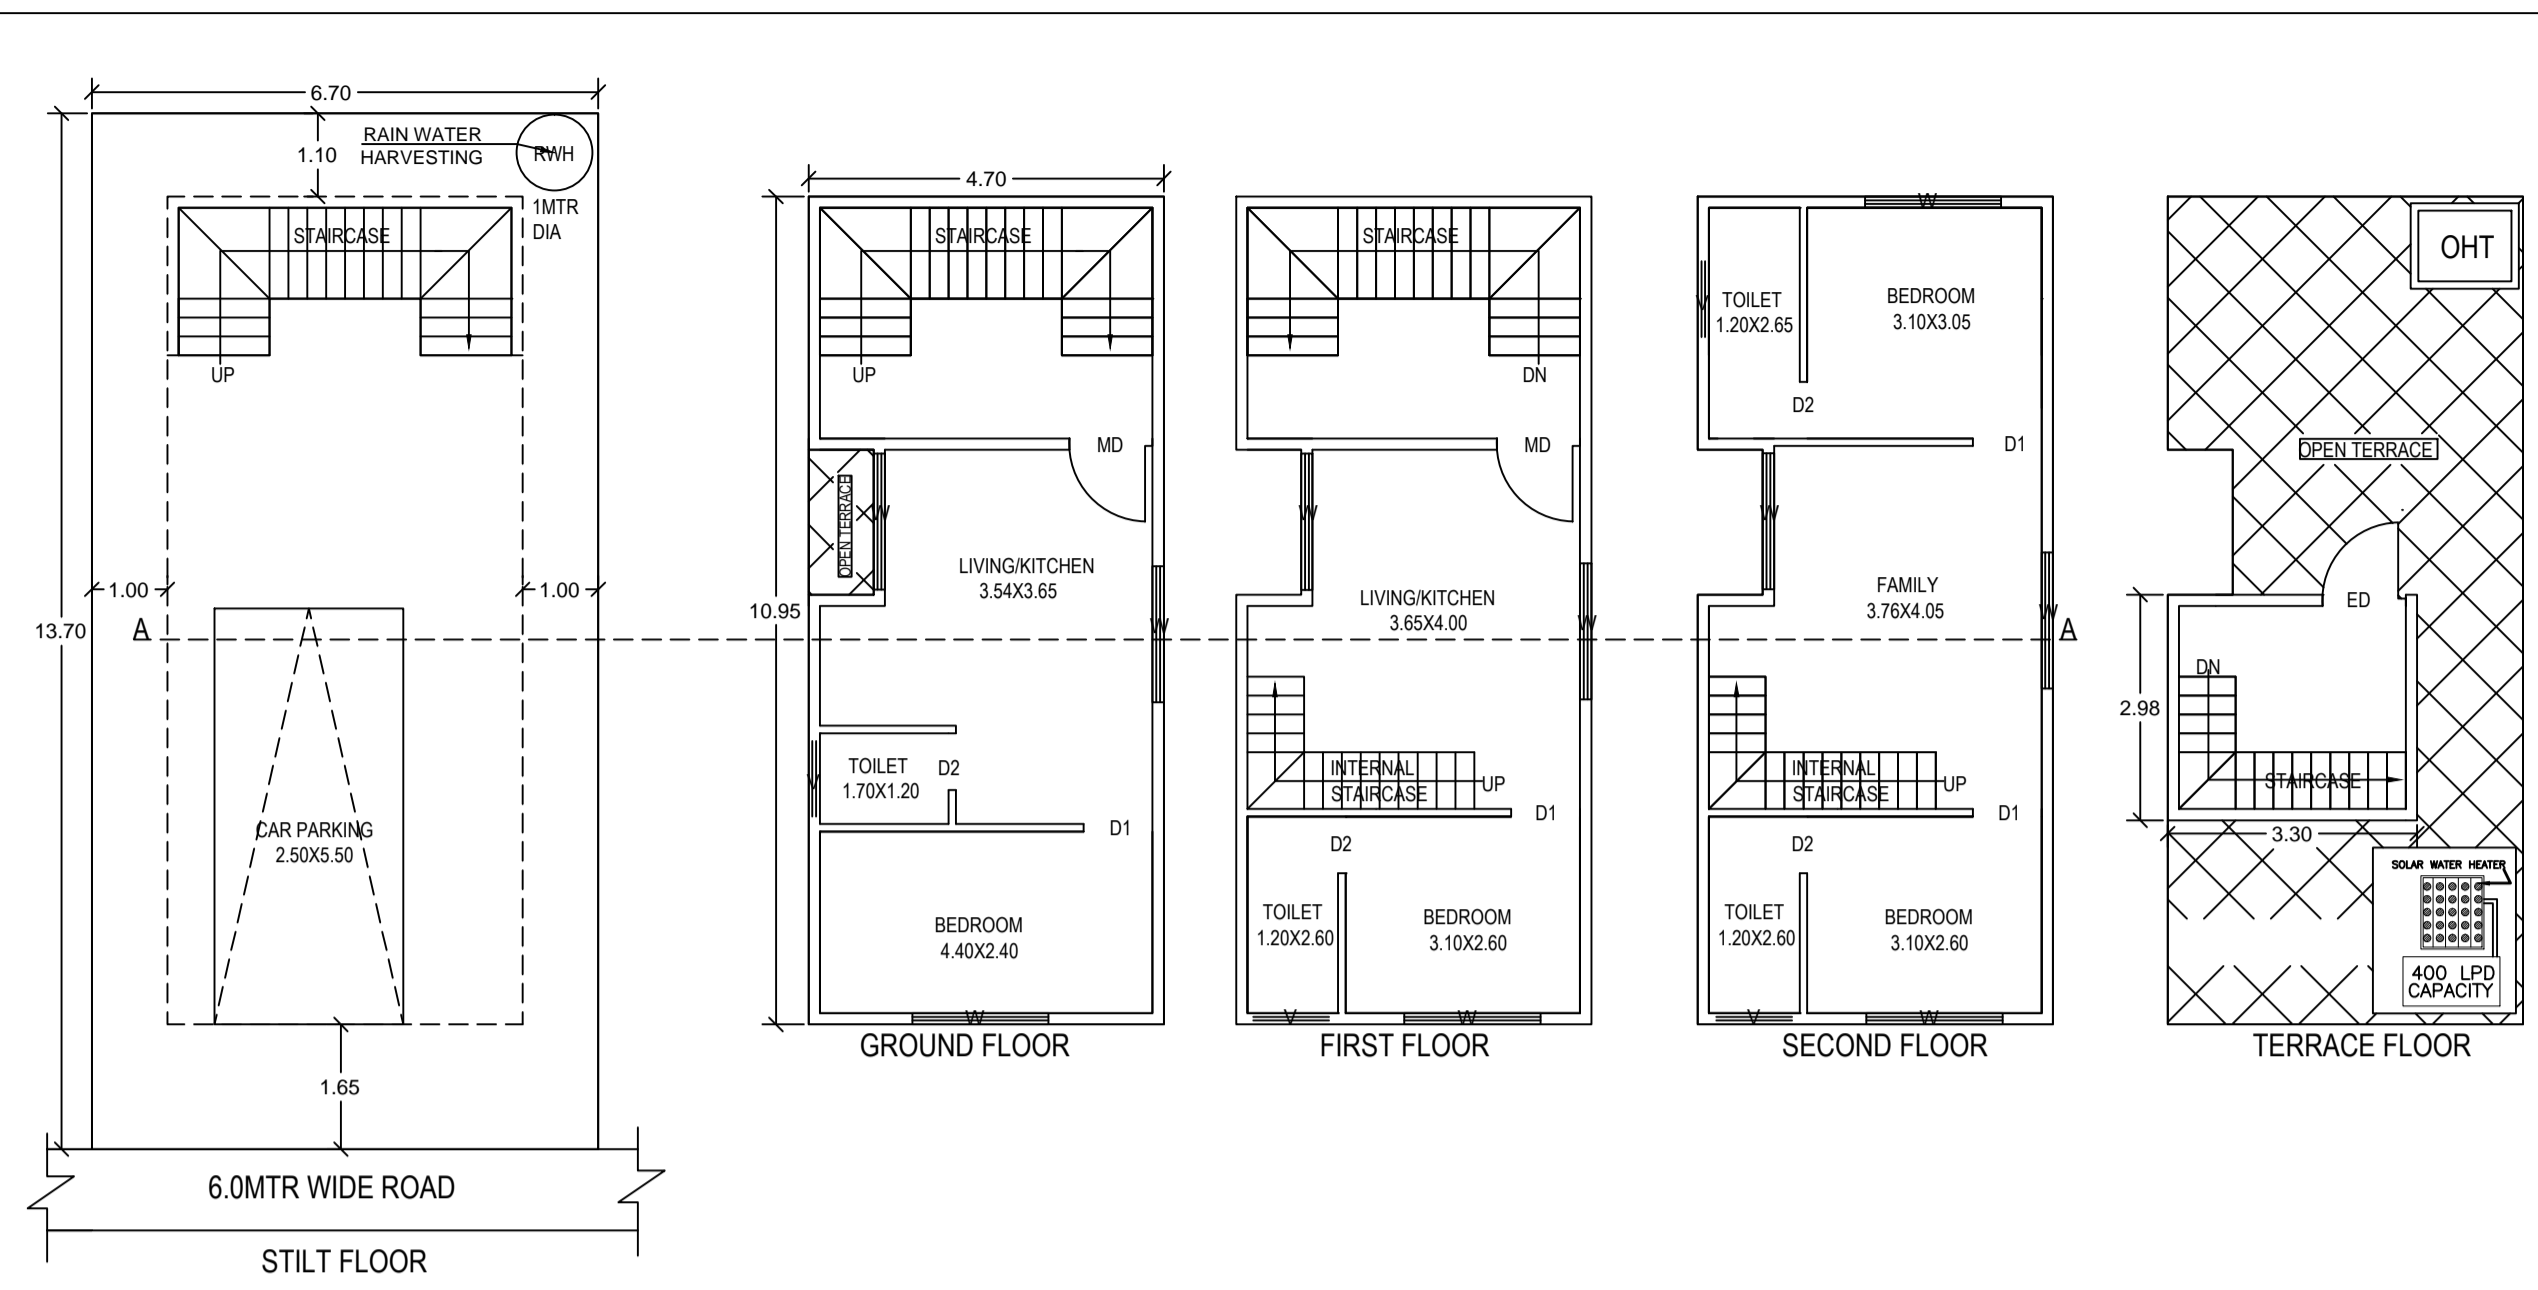 6.70
RAIN WATER
HARVESTING
RWH
1.10
1MTR
DIA
STAIRCASE
UP
1.00
1.00
13.70
A
CAR PARKING
2.50X5.50
1.65
6.0MTR WIDE ROAD
STILT FLOOR
4.70
10.95
STAIRCASE
UP
MD
OPEN TERRACE
W
LIVING/KITCHEN
3.54X3.65
W
TOILET
1.70X1.20
D2
V
D1
BEDROOM
4.40X2.40
W
GROUND FLOOR
STAIRCASE
DN
MD
W
LIVING/KITCHEN
3.65X4.00
W
INTERNAL
STAIRCASE
UP
D1
D2
TOILET
1.20X2.60
BEDROOM
3.10X2.60
V
W
FIRST FLOOR
W
V
TOILET
1.20X2.65
BEDROOM
3.10X3.05
D2
D1
W
FAMILY
3.76X4.05
W
A
INTERNAL
STAIRCASE
UP
D1
D2
TOILET
1.20X2.60
BEDROOM
3.10X2.60
V
W
SECOND FLOOR
OHT
OPEN TERRACE
ED
DN
2.98
STAIRCASE
3.30
SOLAR WATER HEATER
400 LPD
CAPACITY
TERRACE FLOOR